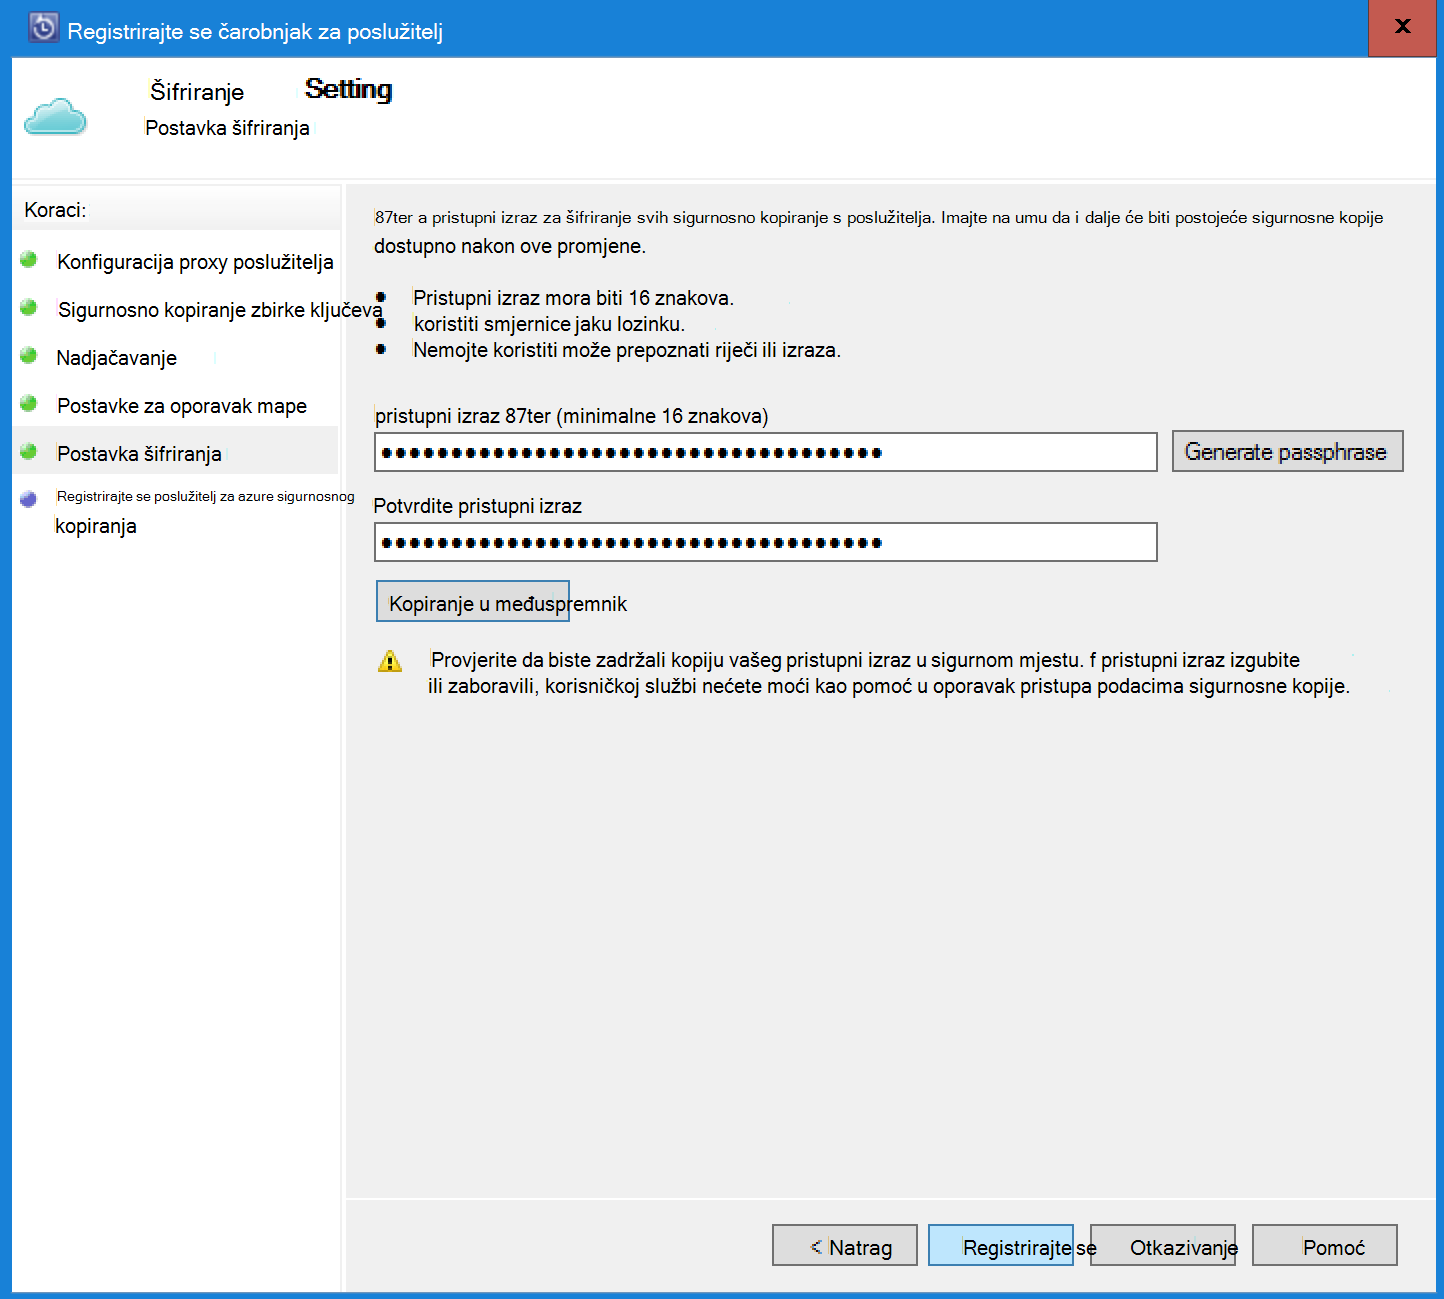 Registrirajte se čarobnjak za poslužitelj
x
Šifriranje Setting
Postavka šifriranja
Koraci:
Konfiguracija proxy poslužitelja
Sigurnosno kopiranje zbirke ključeva
Nadjačavanje
Postavke za oporavak mape
Postavka šifriranja
Registrirajte se poslužitelj za azure sigurnosnog
kopiranja
87ter a pristupni izraz za šifriranje svih sigurnosno kopiranje s poslužitelja. Imajte na umu da i dalje će biti postojeće sigurnosne kopije
dostupno nakon ove promjene.
Pristupni izraz mora biti 16 znakova.
koristiti smjernice jaku lozinku.
Nemojte koristiti može prepoznati riječi ili izraza.
pristupni izraz 87ter (minimalne 16 znakova)
Generate passphrase
Potvrdite pristupni izraz
Kopiranje u međuspremnik
Provjerite da biste zadržali kopiju vašeg pristupni izraz u sigurnom mjestu. f pristupni izraz izgubite
ili zaboravili, korisničkoj službi nećete moći kao pomoć u oporavak pristupa podacima sigurnosne kopije.
< Natrag
Registrirajte se
Otkazivanje
Pomoć